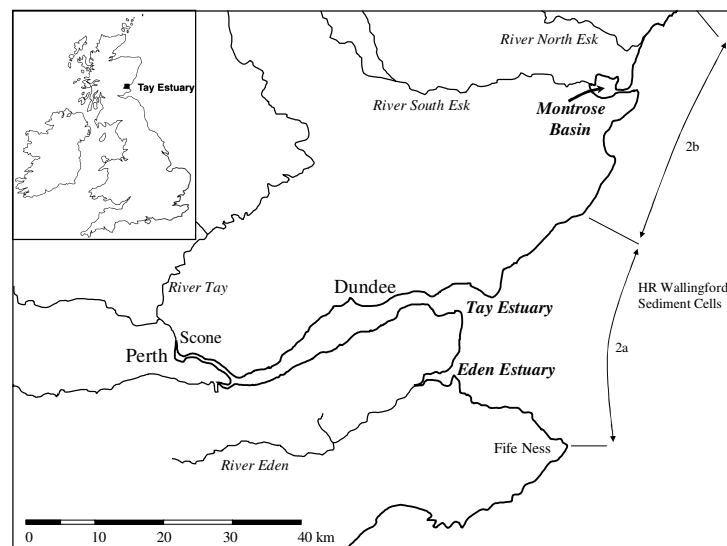 River North Esk
Tay Estuary
River South Esk
Montrose
Basin
2b
River Tay
Dundee
HR Wallingford
Sediment Cells
Tay Estuary
Scone
Perth
2a
Eden Estuary
Fife Ness
River Eden
0 10 20 30 40 km